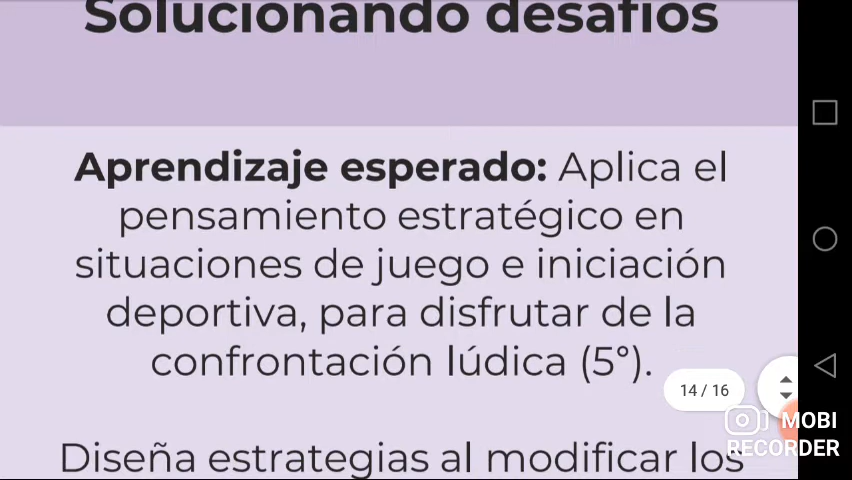 Solucionando desafíos
Aprendizaje esperado: Aplica el
pensamiento estratégico en
situaciones de juego e iniciación
deportiva, para disfrutar de la
confrontación lúdica (5°).
14 / 16
MOBI
RECORDER
Diseña estrategias al modificar los